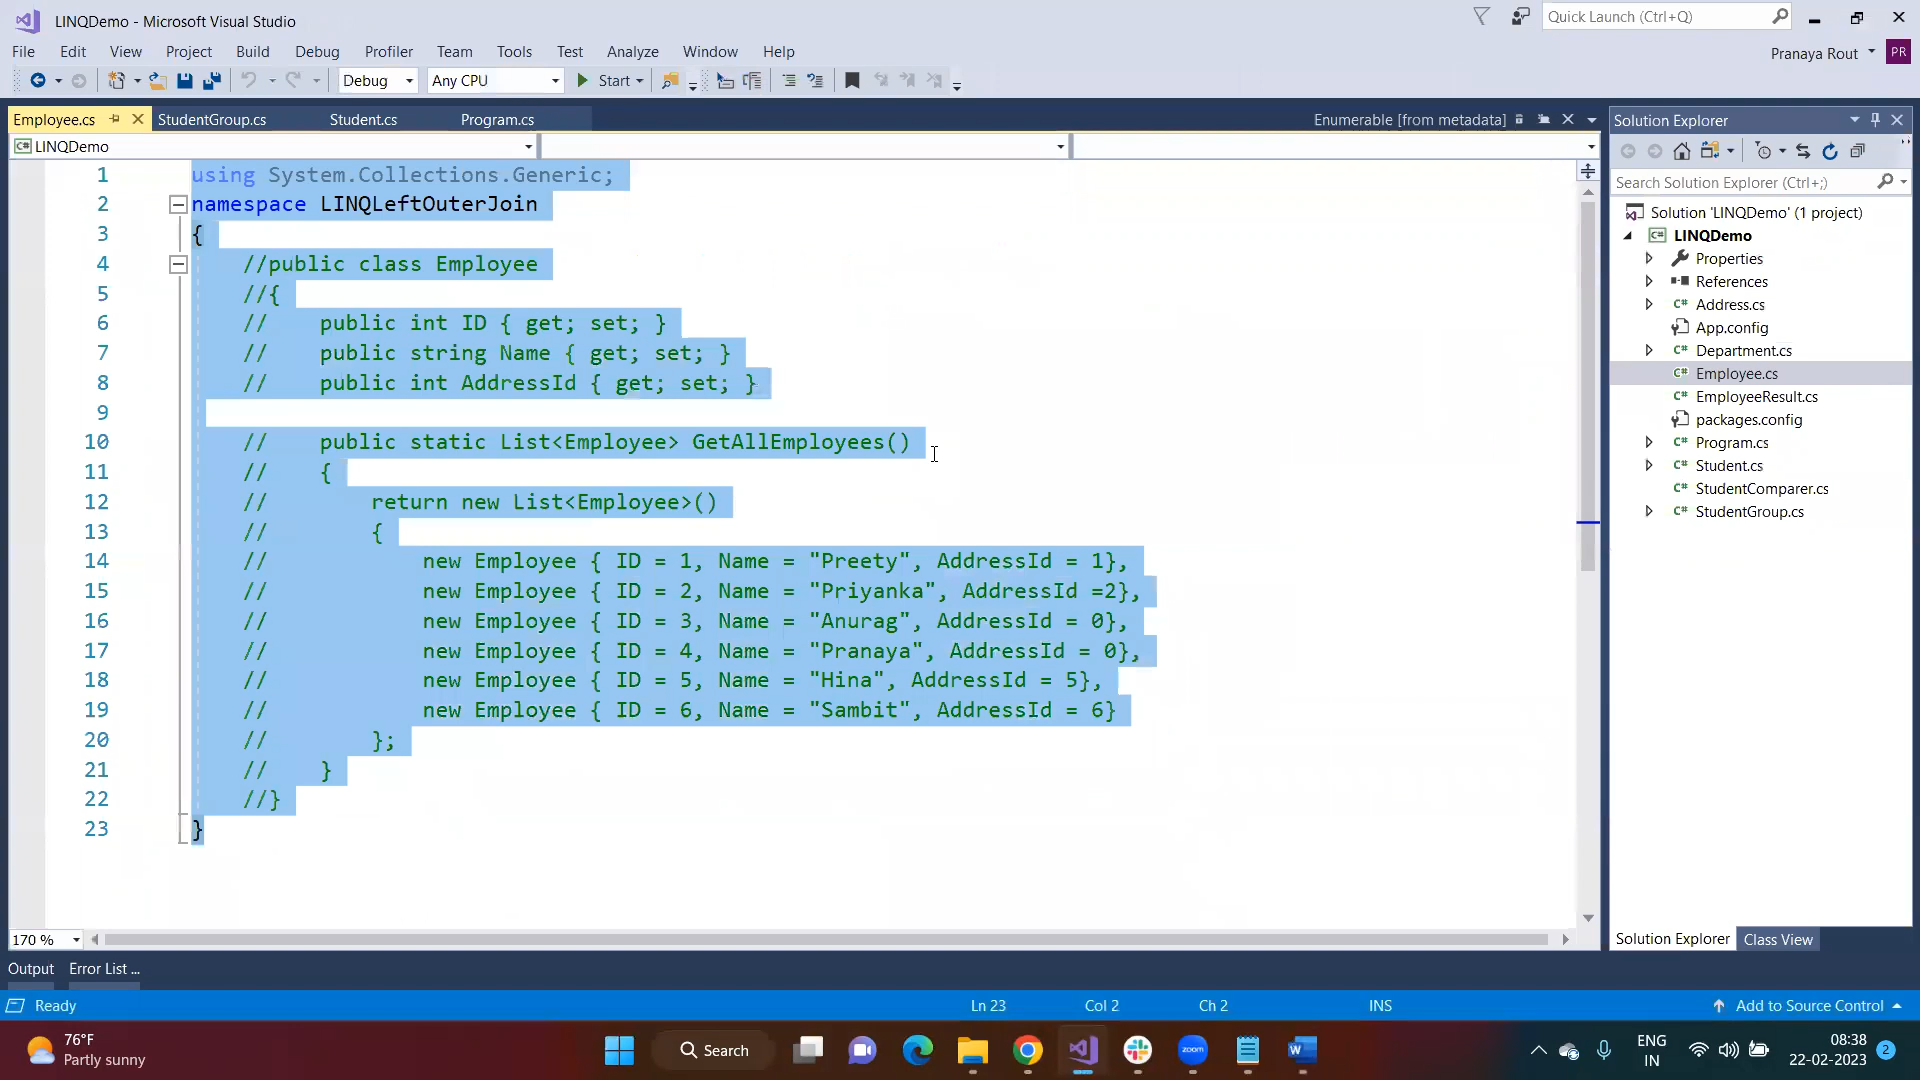 LINQDemo - Microsoft Visual Studio
Quick Launch (Ctrl+Q)
File Edit View Project Build Debug Profiler Team Tools Test Analyze Window Help
Pranaya Rout PR
Debug Any CPU Start
Employee.cs StudentGroup.cs Student.cs Program.cs Enumerable [from metadata]
LINQDemo
1 using System.Collections.Generic;
2 namespace LINQLeftOuterJoin
3 {
4 //public class Employee
5 //{
6 // public int ID { get; set; }
7 // public string Name { get; set; }
8 // public int AddressId { get; set; }
9
10 // public static List<Employee> GetAllEmployees()
11 // {
12 // return new List<Employee>()
13 // {
14 // new Employee { ID = 1, Name = "Preety", AddressId = 1},
15 // new Employee { ID = 2, Name = "Priyanka", AddressId =2},
16 // new Employee { ID = 3, Name = "Anurag", AddressId = 0},
17 // new Employee { ID = 4, Name = "Pranaya", AddressId = 0},
18 // new Employee { ID = 5, Name = "Hina", AddressId = 5},
19 // new Employee { ID = 6, Name = "Sambit", AddressId = 6}
20 // };
21 // }
22 //}
23 }
170 %
Solution Explorer
Search Solution Explorer (Ctrl+;)
Solution 'LINQDemo' (1 project)
C# LINQDemo
Properties
References
C# Address.cs
App.config
C# Department.cs
C# Employee.cs
C# EmployeeResult.cs
packages.config
C# Program.cs
C# Student.cs
C# StudentComparer.cs
C# StudentGroup.cs
Solution Explorer Class View
Output Error List ...
Ready Ln 23 Col 2 Ch 2 INS Add to Source Control
76°F
Partly sunny
Search
zoom
ENG
IN
08:38
22-02-2023
2